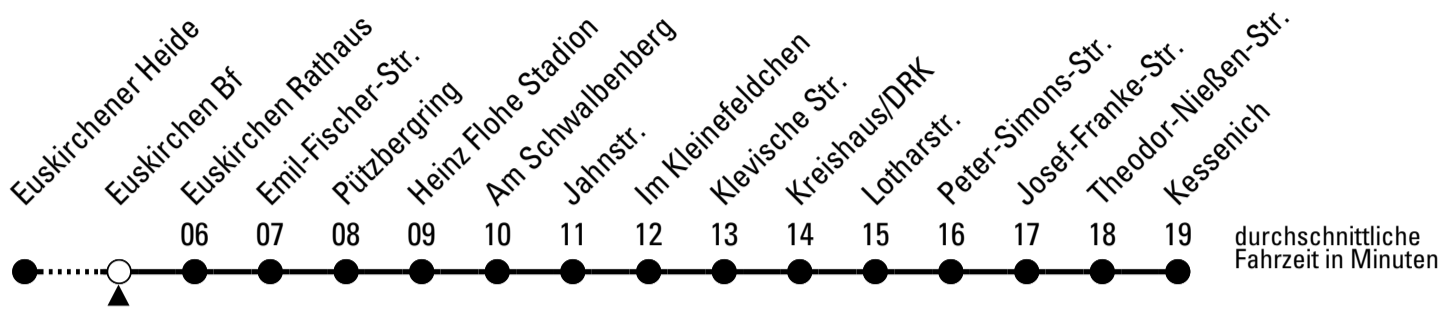 Euskirchener Heide
Euskirchen Bf
Euskirchen Rathaus
Emil-Fischer-Str.
Pützbergring
Heinz Flohe Stadion
Am Schwalbenberg
Jahnstr.
Im Kleinefeldchen
Klevische Str.
Kreishaus/DRK
Lotharstr.
Peter-Simons-Str.
Josef-Franke-Str.
Theodor-Nießen-Str.
Kessenich
06 07 08 09 10 11 12 13 14 15 16 17 18 19
durchschnittliche
Fahrzeit in Minuten